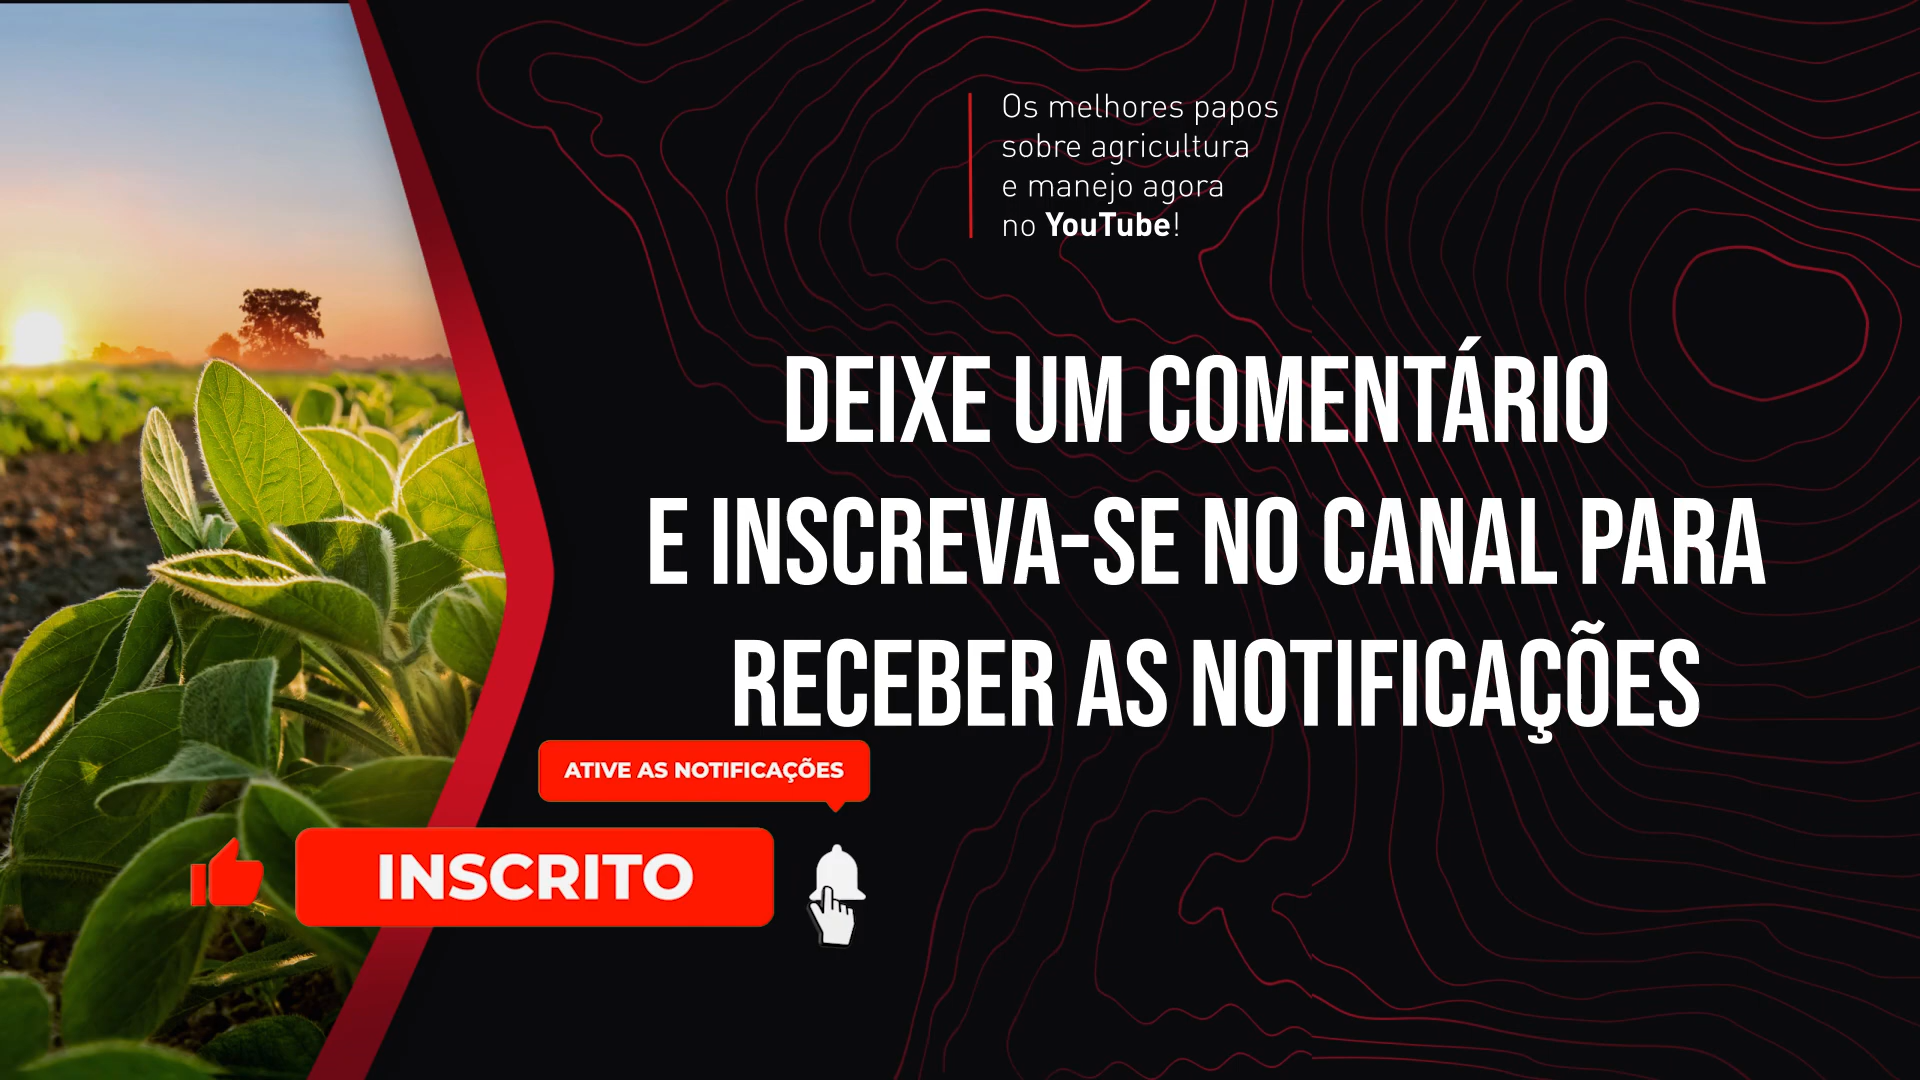 Os melhores papos
sobre agricultura
e manejo agora
no YouTube!
DEIXE UM COMENTÁRIO
E INSCREVA-SE NO CANAL PARA
RECEBER AS NOTIFICAÇÕES
ATIVE AS NOTIFICAÇÕES
INSCRITO